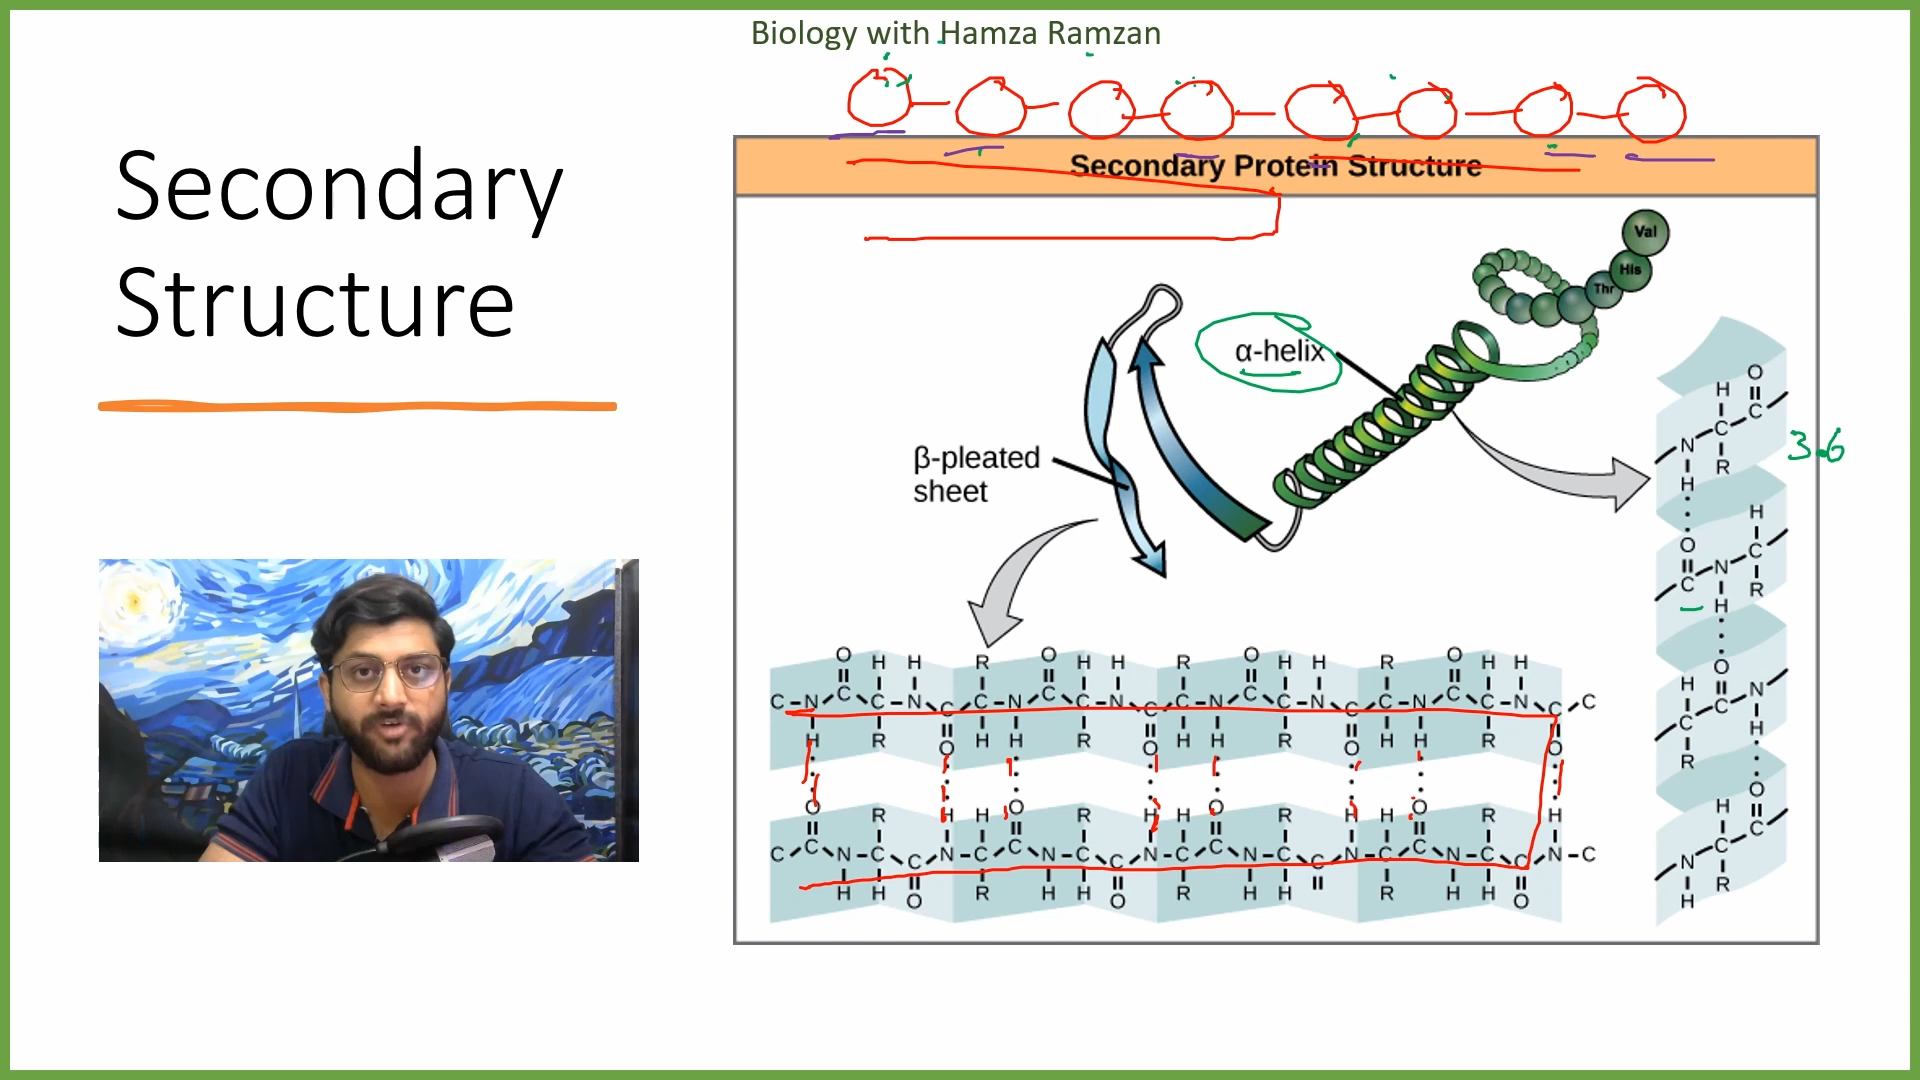 Biology with Hamza Ramzan
Secondary
Structure
Secondary Protein Structure
Val
His
Thr
α-helix
β-pleated
sheet
3.6
O H H R O H H R O H H R O H H
C-N C C N C C N C C N C C N C C N C C N C C N C C
H R O H H R O H H R O H H R O
O R H H O R H H O R H H O R H
C C N C C N C C N C C N C C N C C N C C N C C N-C
H H O R H H O R H H R H H O
O
H
C
C
N
R
H
O
H
C
N
C
R
H
O
H
N
C
C
H
R
O
H
C
C
N
R
H